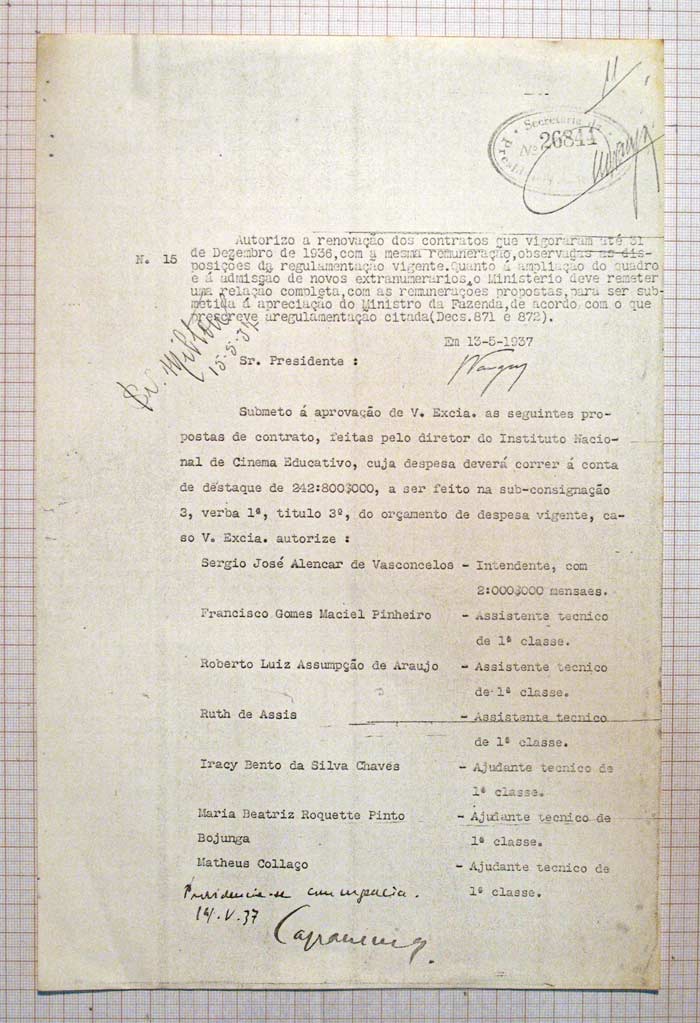 Secretaria da
Presidencia
Nº 26844
Autorizo a renovação dos contratos que vigoraram até 31
N. 15
de Dezembro de 1936,com a mesma remuneração,observadas as dis-
posições da regulamentação vigente.Quanto á ampliação do quadro
e á admissão de novos extranumerarios,o Ministério deve remeter
uma relação completa,com as remunerações propostas,para ser sub-
metida á apreciação do Ministro da Fazenda,de acordo com o que
prescreve aregulamentação citada(Decs.871 e 872).
Em 13-5-1937
15-5-37
Sr. Presidente :
Submeto á aprovação de V. Excia. as seguintes pro-
postas de contrato, feitas pelo diretor do Instituto Nacio-
nal de Cinema Educativo, cuja despesa deverá correr á conta
de destaque de 242:800$000, a ser feito na sub-consignação
3, verba 1ª, titulo 3º, do orçamento de despesa vigente, ca-
so V. Excia. autorize :
Sergio José Alencar de Vasconcelos - Intendente, com
2:000$000 mensaes.
Francisco Gomes Maciel Pinheiro - Assistente tecnico
de 1ª classe.
Roberto Luiz Assumpção de Araujo - Assistente tecnico
de 1ª classe.
Ruth de Assis - Assistente tecnico
de 1ª classe.
Iracy Bento da Silva Chaves - Ajudante tecnico de
1ª classe.
Maria Beatriz Roquette Pinto - Ajudante tecnico de
Bojunga 1ª classe.
Matheus Collaço - Ajudante tecnico de
1ª classe.
Providencie-se com urgencia.
14.V.37
Capanema